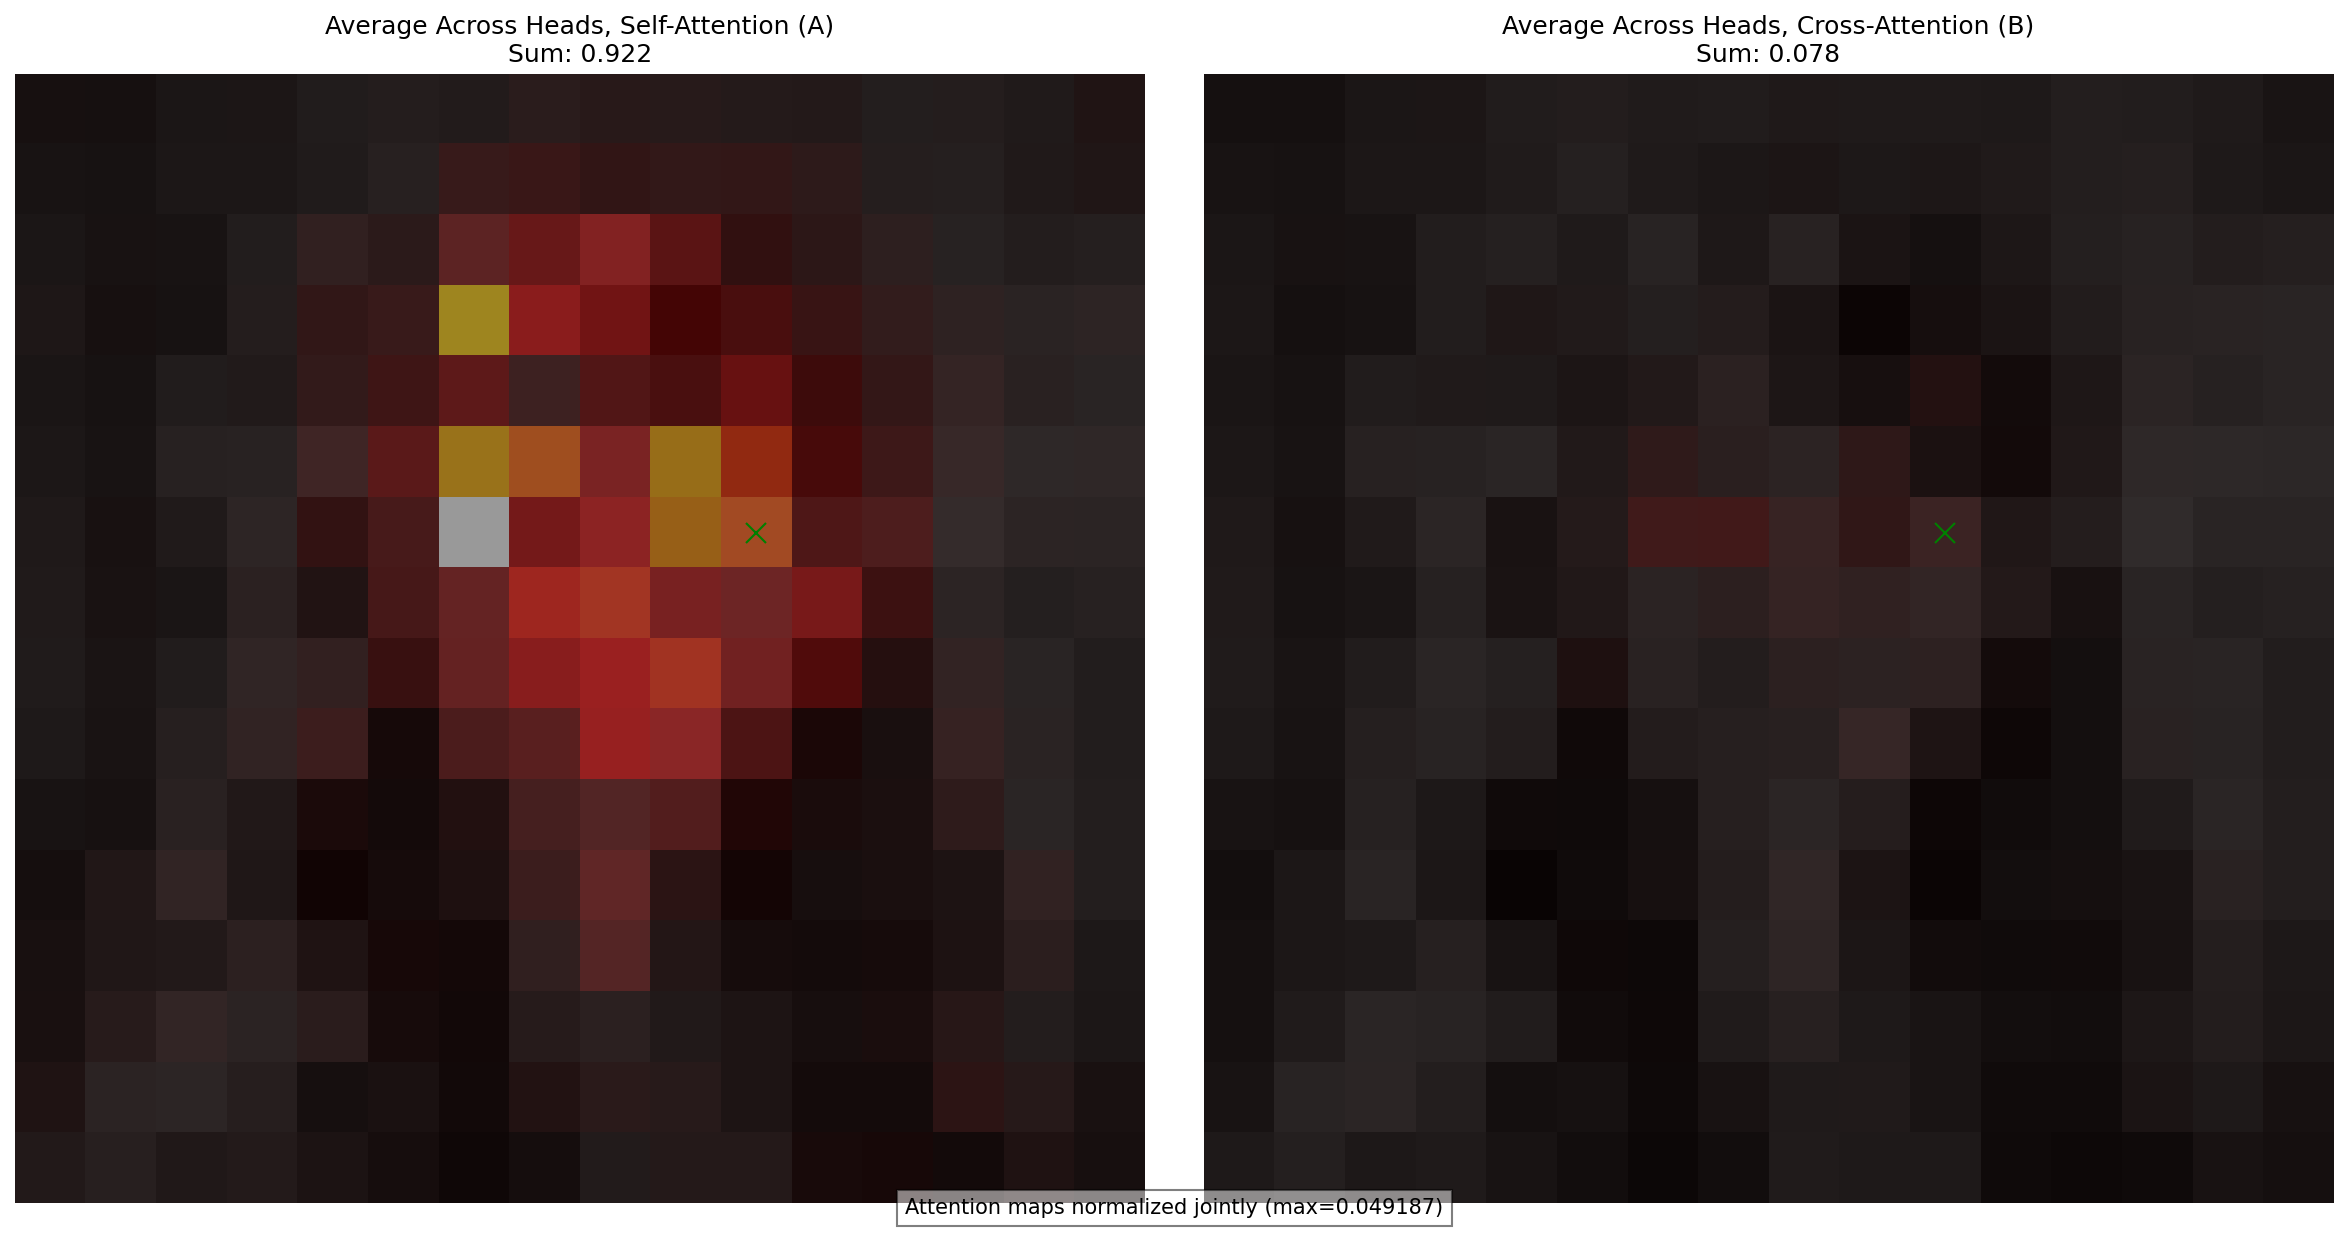 Average Across Heads, Self-Attention (A)
Sum: 0.922
Average Across Heads, Cross-Attention (B)
Sum: 0.078
Attention maps normalized jointly (max=0.049187)